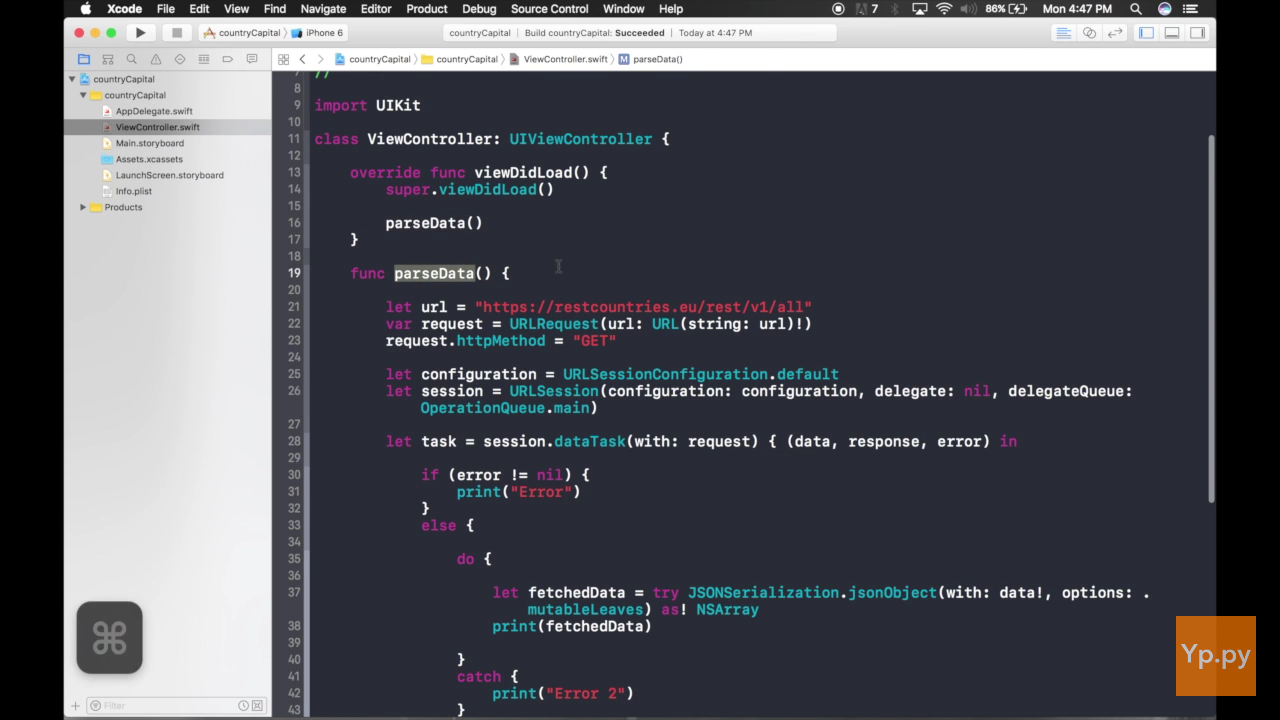 Xcode File Edit View Find Navigate Editor Product Debug Source Control Window Help 7 86% Mon 4:47 PM
countryCapital iPhone 6 countryCapital | Build countryCapital: Succeeded | Today at 4:47 PM
countryCapital countryCapital ViewController.swift M parseData()
countryCapital
countryCapital
AppDelegate.swift
ViewController.swift
Main.storyboard
Assets.xcassets
LaunchScreen.storyboard
Info.plist
Products
Filter
7 //
8
9 import UIKit
10
11 class ViewController: UIViewController {
12
13 override func viewDidLoad() {
14 super.viewDidLoad()
15
16 parseData()
17 }
18
19 func parseData() {
20
21 let url = "https://restcountries.eu/rest/v1/all"
22 var request = URLRequest(url: URL(string: url)!)
23 request.httpMethod = "GET"
24
25 let configuration = URLSessionConfiguration.default
26 let session = URLSession(configuration: configuration, delegate: nil, delegateQueue:
OperationQueue.main)
27
28 let task = session.dataTask(with: request) { (data, response, error) in
29
30 if (error != nil) {
31 print("Error")
32 }
33 else {
34
35 do {
36
37 let fetchedData = try JSONSerialization.jsonObject(with: data!, options: .
mutableLeaves) as! NSArray
38 print(fetchedData)
39
40 }
41 catch {
42 print("Error 2")
43 }
⌘
Yp.py